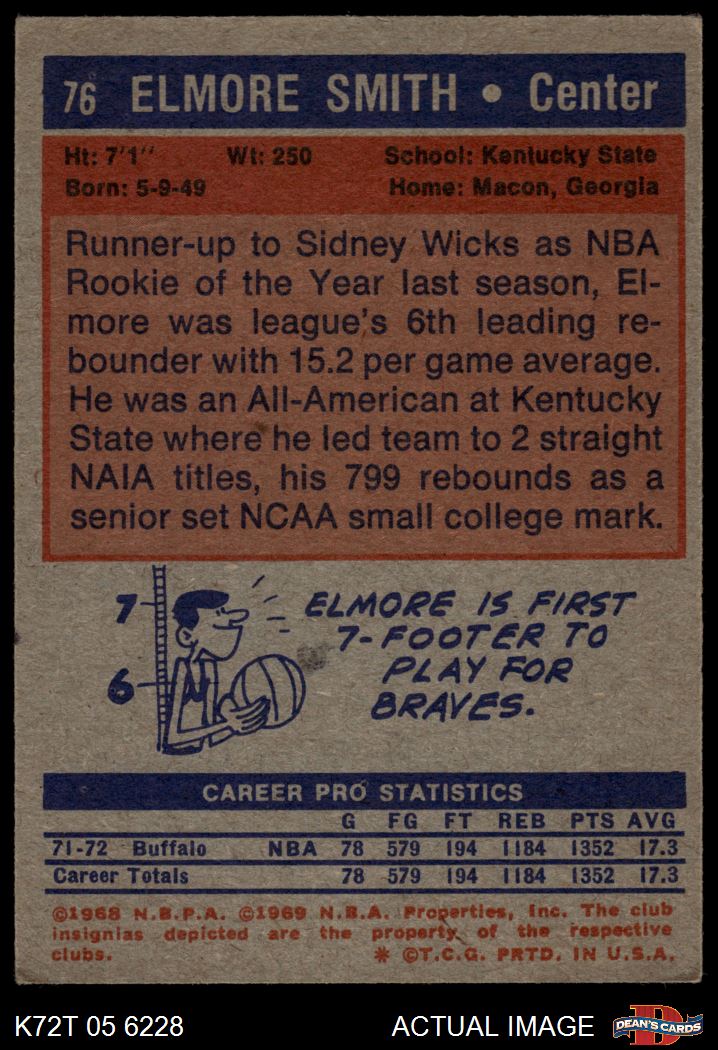 76 ELMORE SMITH • Center
Ht: 7'1" Wt: 250 School: Kentucky State
Born: 5-9-49 Home: Macon, Georgia
Runner-up to Sidney Wicks as NBA
Rookie of the Year last season, El-
more was league's 6th leading re-
bounder with 15.2 per game average.
He was an All-American at Kentucky
State where he led team to 2 straight
NAIA titles, his 799 rebounds as a
senior set NCAA small college mark.
7
6
ELMORE IS FIRST
7-FOOTER TO
PLAY FOR
BRAVES.
CAREER PRO STATISTICS
G FG FT REB PTS AVG
71-72 Buffalo NBA 78 579 194 1184 1352 17.3
Career Totals 78 579 194 1184 1352 17.3
©1968 N.B.P.A. ©1969 N.B.A. Properties, Inc. The club
insignias depicted are the property of the respective
clubs. * ©T.C.G. PRTD. IN U.S.A.
K72T 05 6228 ACTUAL IMAGE D DEAN'S CARDS